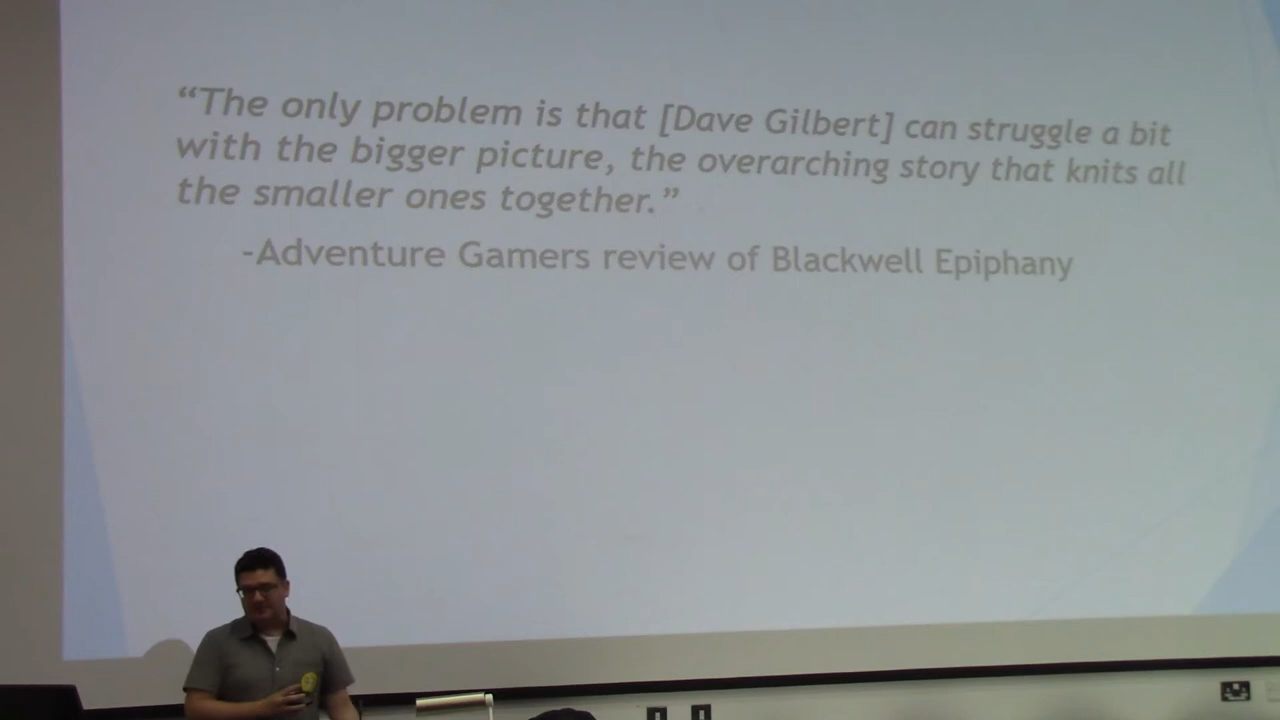 “The only problem is that [Dave Gilbert] can struggle a bit
with the bigger picture, the overarching story that knits all
the smaller ones together.”
-Adventure Gamers review of Blackwell Epiphany